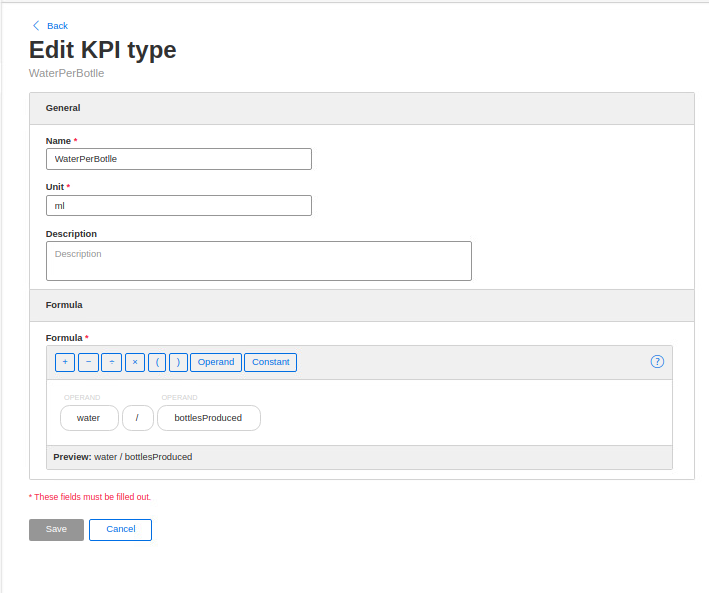 Back
Edit KPI type
WaterPerBotlle
General
Name *
WaterPerBotlle
Unit *
ml
Description
Description
Formula
Formula *
+ − ÷ × ( ) Operand Constant ?
OPERAND OPERAND
water / bottlesProduced
Preview: water / bottlesProduced
* These fields must be filled out.
Save Cancel